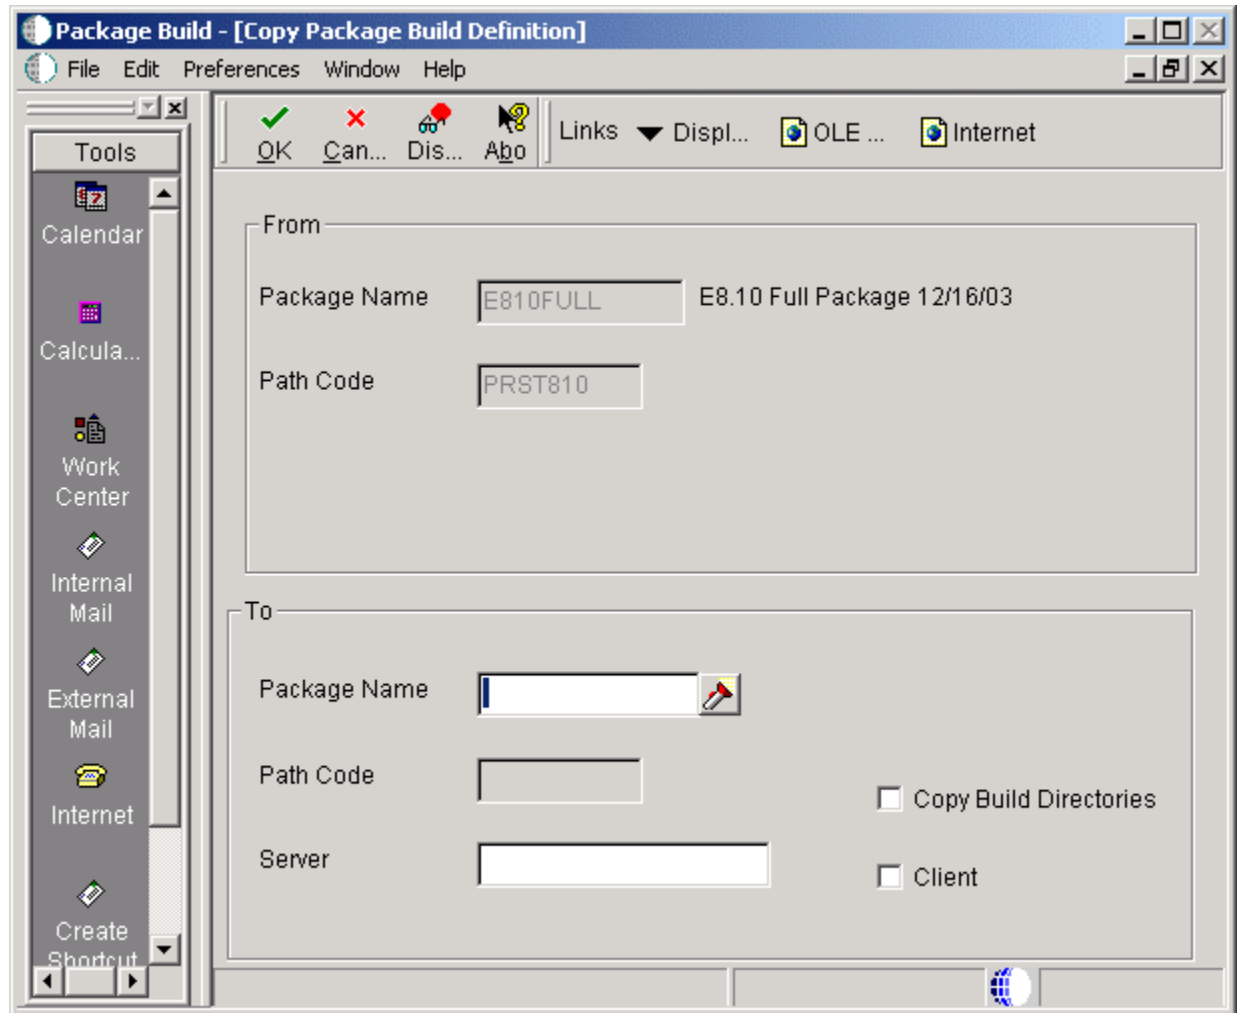 Package Build - [Copy Package Build Definition]
File Edit Preferences Window Help
Tools
OK Can... Dis... Abo Links Displ... OLE ... Internet
Calendar
Calcula...
Work
Center
Internal
Mail
External
Mail
Internet
Create
Shortcut
From
Package Name E810FULL E8.10 Full Package 12/16/03
Path Code PRST810
To
Package Name
Path Code
Copy Build Directories
Server
Client